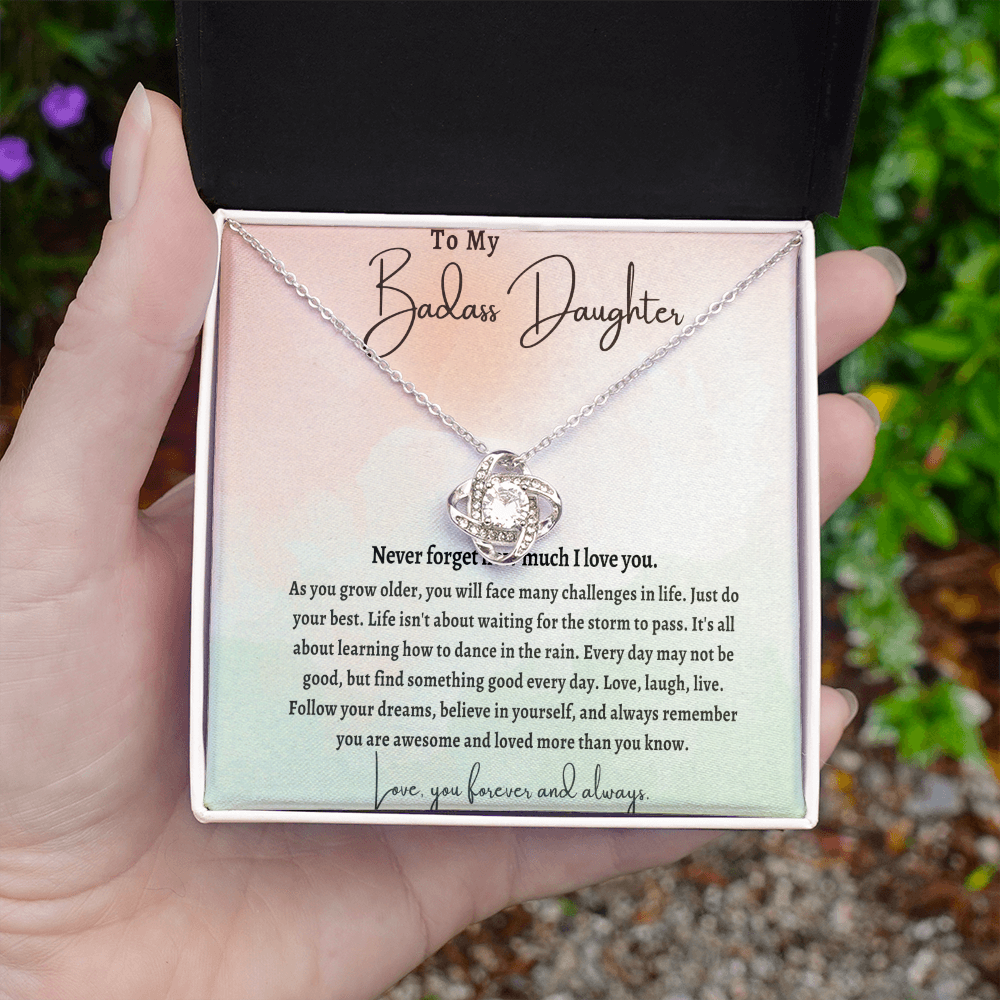 To My
Badass Daughter
Never forget how much I love you.
As you grow older, you will face many challenges in life. Just do
your best. Life isn't about waiting for the storm to pass. It's all
about learning how to dance in the rain. Every day may not be
good, but find something good every day. Love, laugh, live.
Follow your dreams, believe in yourself, and always remember
you are awesome and loved more than you know.
Love, you forever and always.